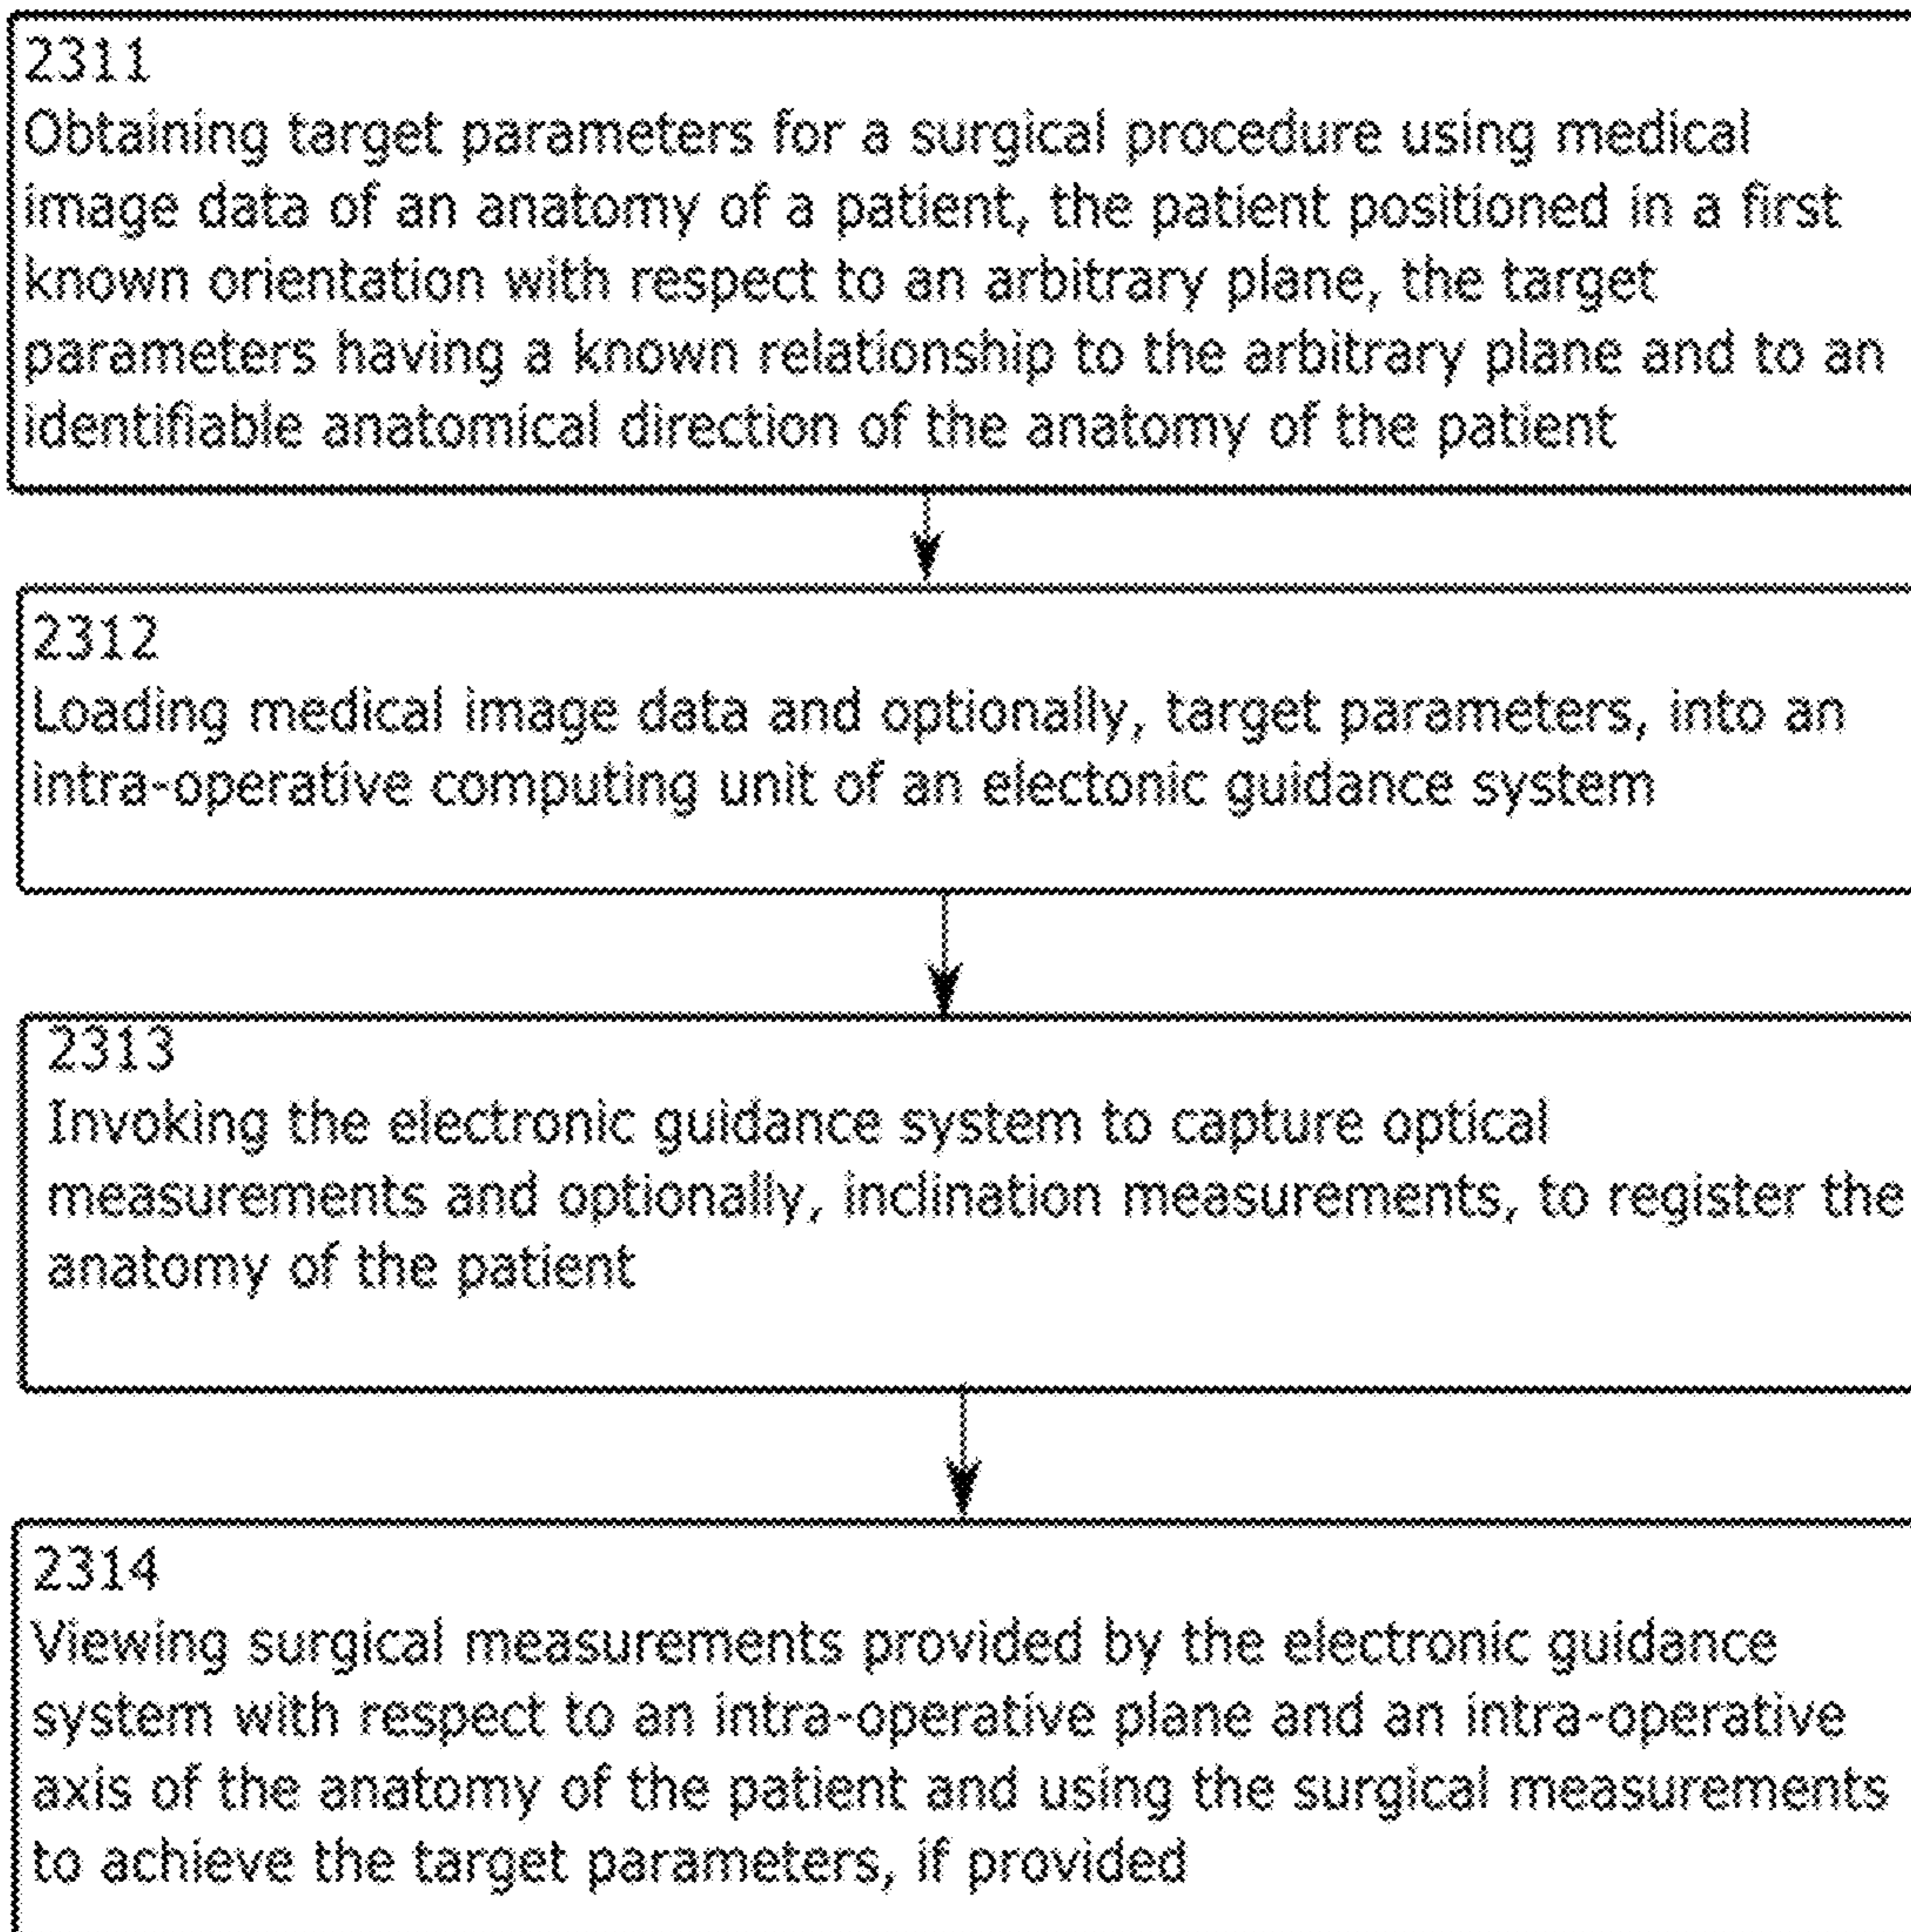 2311
Obtaining target parameters for a surgical procedure using medical
image data of an anatomy of a patient, the patient positioned in a first
known orientation with respect to an arbitrary plane, the target
parameters having a known relationship to the arbitrary plane and to an
identifiable anatomical direction of the anatomy of the patient
2312
Loading medical image data and optionally, target parameters, into an
intra-operative computing unit of an electonic guidance system
2313
Invoking the electronic guidance system to capture optical
measurements and optionally, inclination measurements, to register the
anatomy of the patient
2314
Viewing surgical measurements provided by the electronic guidance
system with respect to an intra-operative plane and an intra-operative
axis of the anatomy of the patient and using the surgical measurements
to achieve the target parameters, if provided